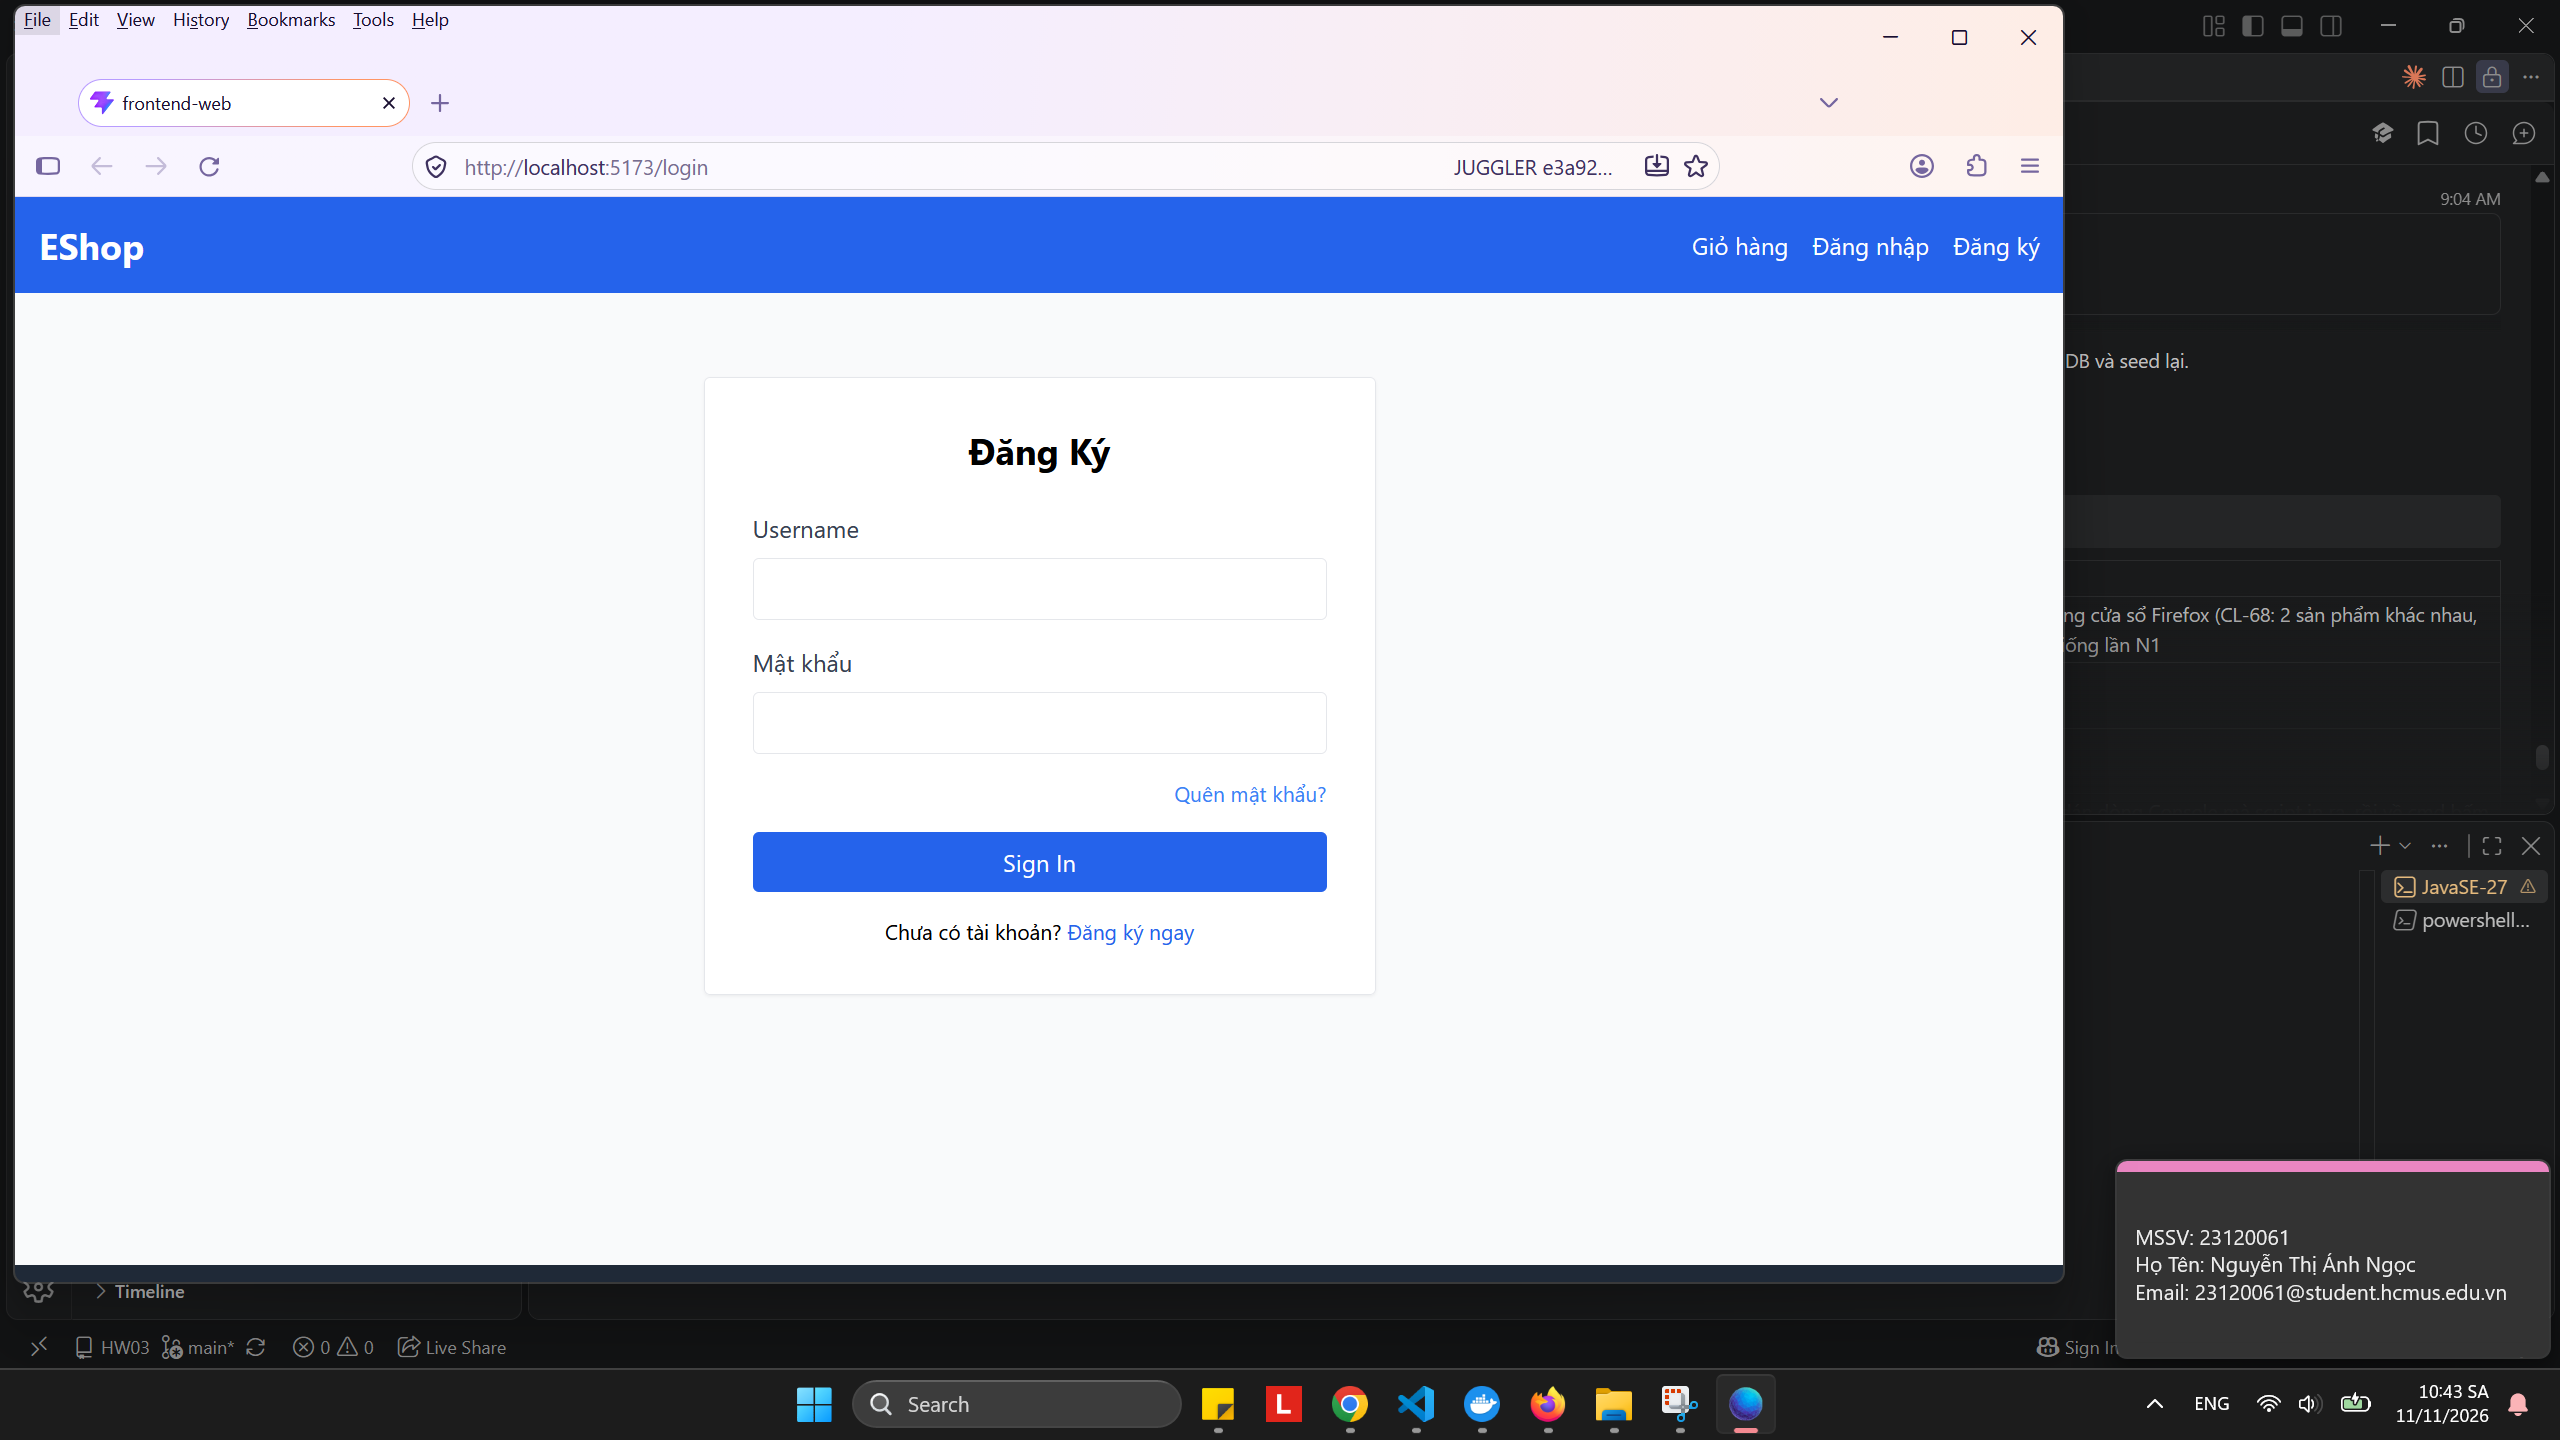 File Edit View History Bookmarks Tools Help
frontend-web
http://localhost:5173/login JUGGLER e3a92...
EShop Giỏ hàng Đăng nhập Đăng ký
9:04 AM
DB và seed lại.
Đăng Ký
Username
Mật khẩu
Quên mật khẩu?
Sign In
Chưa có tài khoản? Đăng ký ngay
cửa sổ Firefox (CL-68: 2 sản phẩm khác nhau,
lần N1
JavaSE-27
powershell...
MSSV: 23120061
Họ Tên: Nguyễn Thị Ánh Ngọc
Email: 23120061@student.hcmus.edu.vn
Timeline
HW03 main* 0 0 Live Share Sign In
Search
L
ENG
10:43 SA
11/11/2026